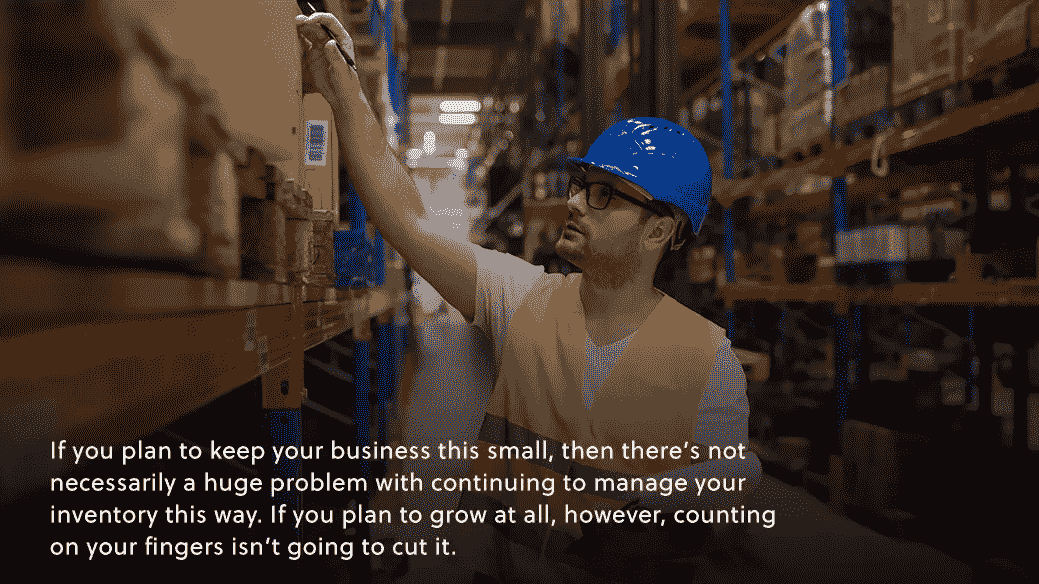 If you plan to keep your business this small, then there’s not
necessarily a huge problem with continuing to manage your
inventory this way. If you plan to grow at all, however, counting
on your fingers isn’t going to cut it.